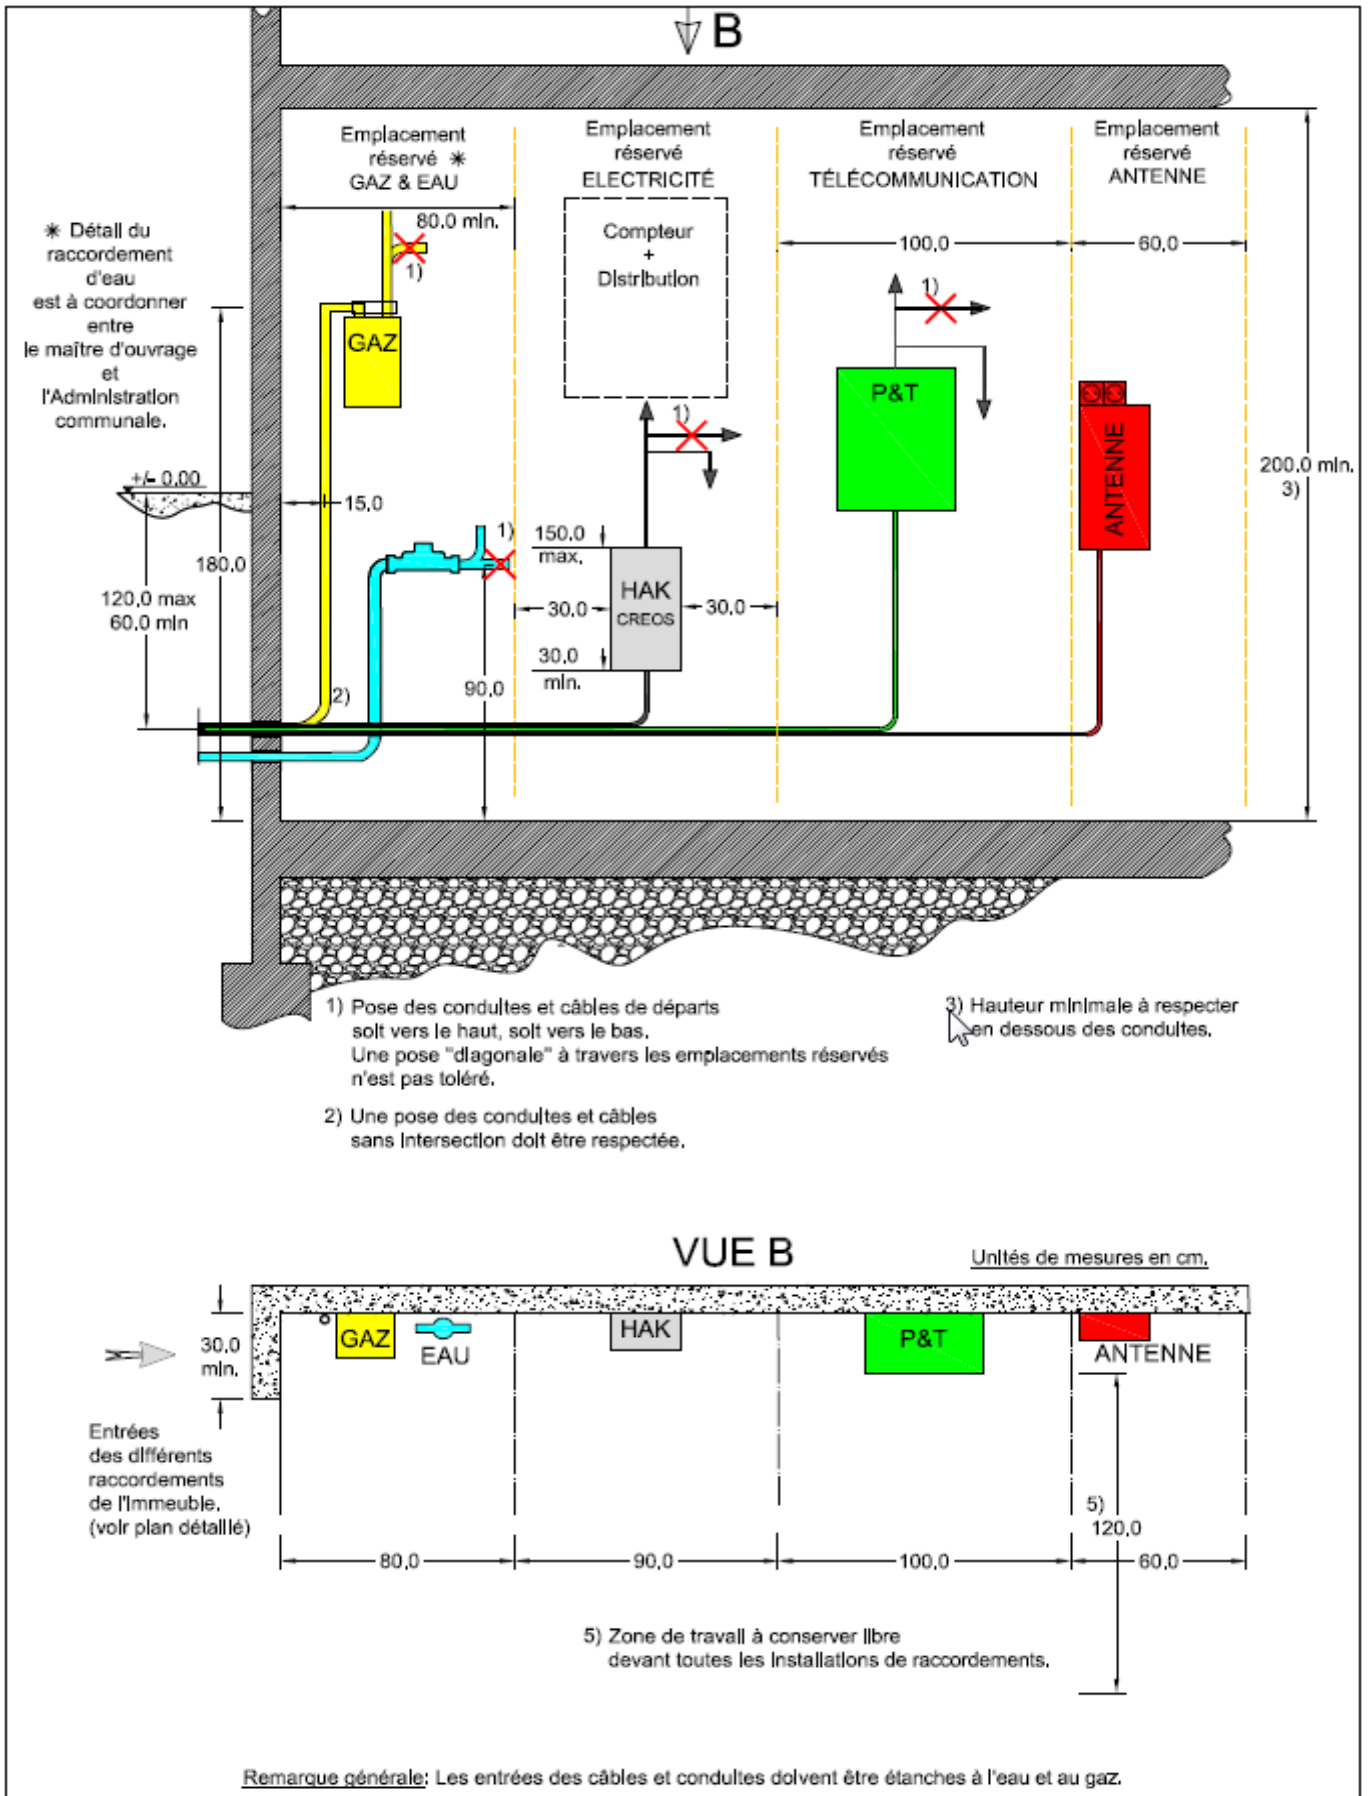 B
Emplacement
réservé *
GAZ & EAU
Emplacement
réservé
ELECTRICITÉ
Emplacement
réservé
TÉLÉCOMMUNICATION
Emplacement
réservé
ANTENNE
80.0 min.
Compteur
+
Distribution
100.0
60.0
* Détail du
raccordement
d'eau
est à coordonner
entre
le maître d'ouvrage
et
l'Administration
communale.
1)
1)
GAZ
P&T
ANTENNE
1)
200.0 min.
3)
+/- 0.00
15.0
180.0
120.0 max
60.0 min
1)
150.0
max.
HAK
CREOS
30.0
30.0
30.0
min.
90.0
2)
1) Pose des conduites et câbles de départs
soit vers le haut, soit vers le bas.
Une pose "diagonale" à travers les emplacements réservés
n'est pas toléré.
2) Une pose des conduites et câbles
sans intersection doit être respectée.
3) Hauteur minimale à respecter
en dessous des conduites.
VUE B
Unités de mesures en cm.
30.0
min.
GAZ
EAU
HAK
P&T
ANTENNE
Entrées
des différents
raccordements
de l'immeuble.
(voir plan détaillé)
5)
120.0
80.0
90.0
100.0
60.0
5) Zone de travail à conserver libre
devant toutes les installations de raccordements.
Remarque générale: Les entrées des câbles et conduites doivent être étanches à l'eau et au gaz.